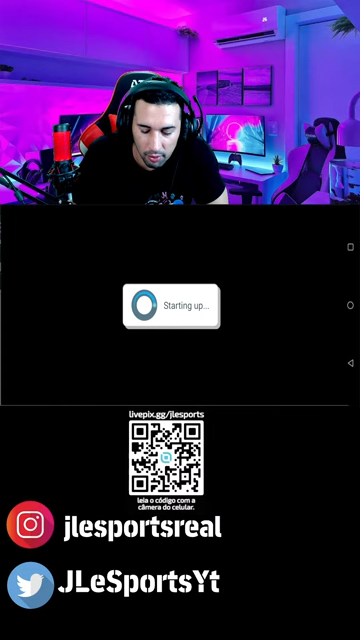 Starting up...
livepix.gg/jlesports
leia o código com a
câmera do celular.
jlesportsreal
JLeSportsYt